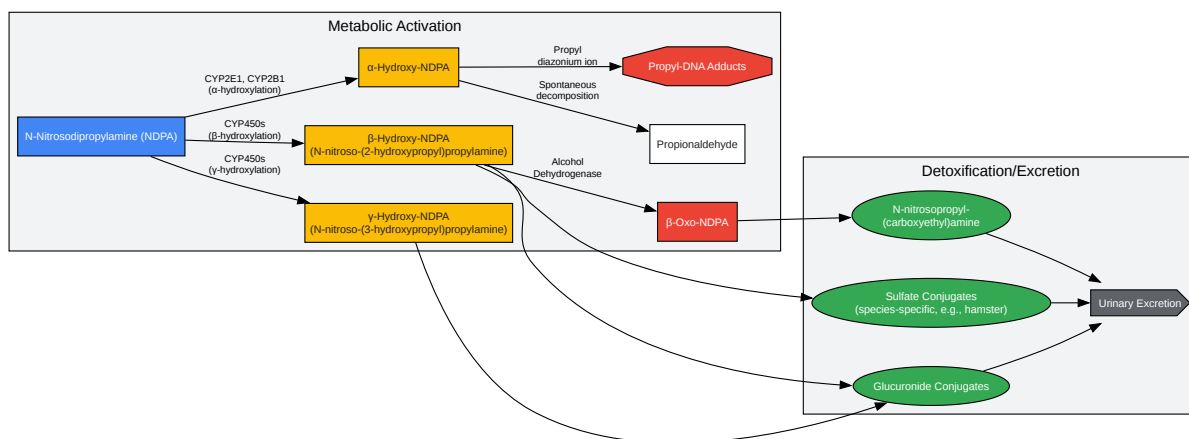 Metabolic Activation
Propyl
diazonium ion
α-Hydroxy-NDPA
Propyl-DNA Adducts
CYP2E1, CYP2B1
(α-hydroxylation)
Spontaneous
decomposition
N-Nitrosodipropylamine (NDPA)
CYP450s
(β-hydroxylation)
β-Hydroxy-NDPA
(N-nitroso-(2-hydroxypropyl)propylamine)
Propionaldehyde
CYP450s
(γ-hydroxylation)
Alcohol
Dehydrogenase
γ-Hydroxy-NDPA
(N-nitroso-(3-hydroxypropyl)propylamine)
β-Oxo-NDPA
Detoxification/Excretion
N-nitrosopropyl-
(carboxyethyl)amine
Sulfate Conjugates
(species-specific, e.g., hamster)
Urinary Excretion
Glucuronide Conjugates